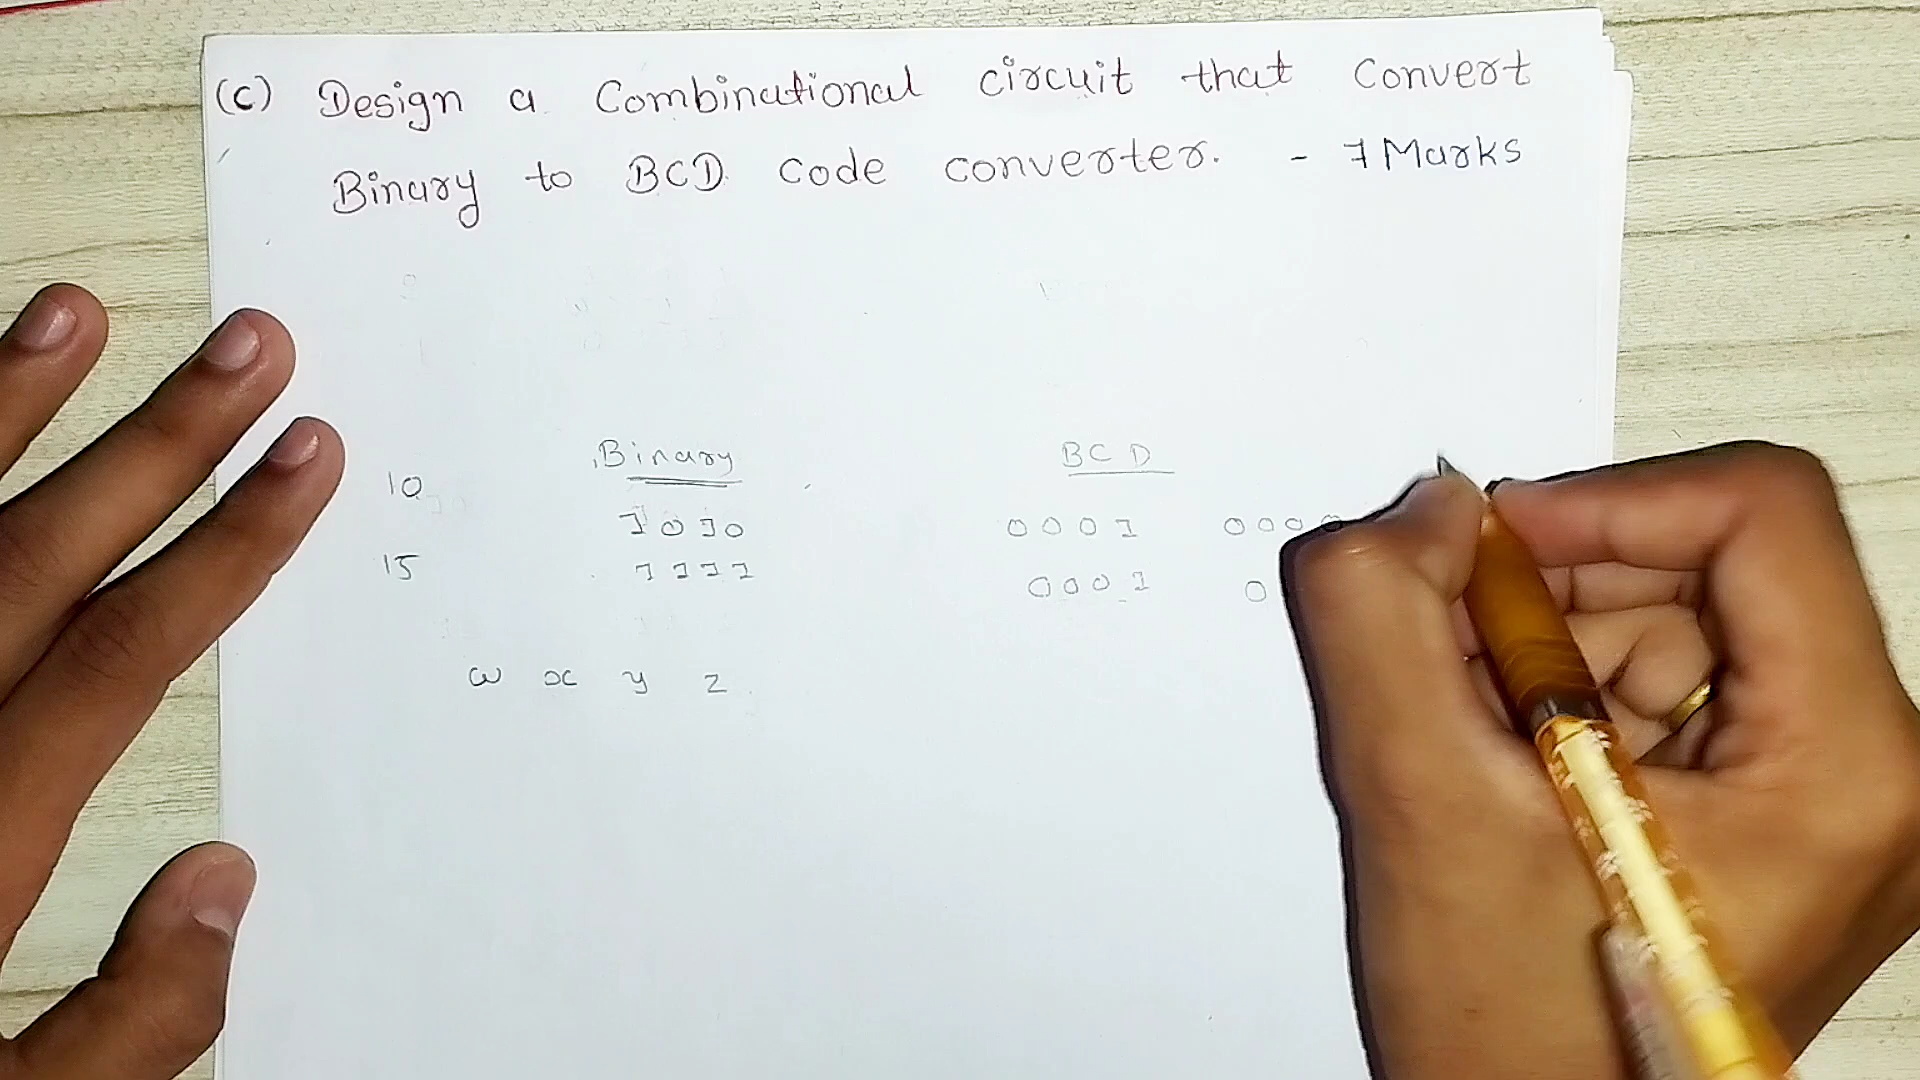 (c) Design a Combinational circuit that Convert
Binary to BCD Code converter. - 7 Marks
Binary BCD
10
1010 0001 0000
15 1111 0001 0
w x y z